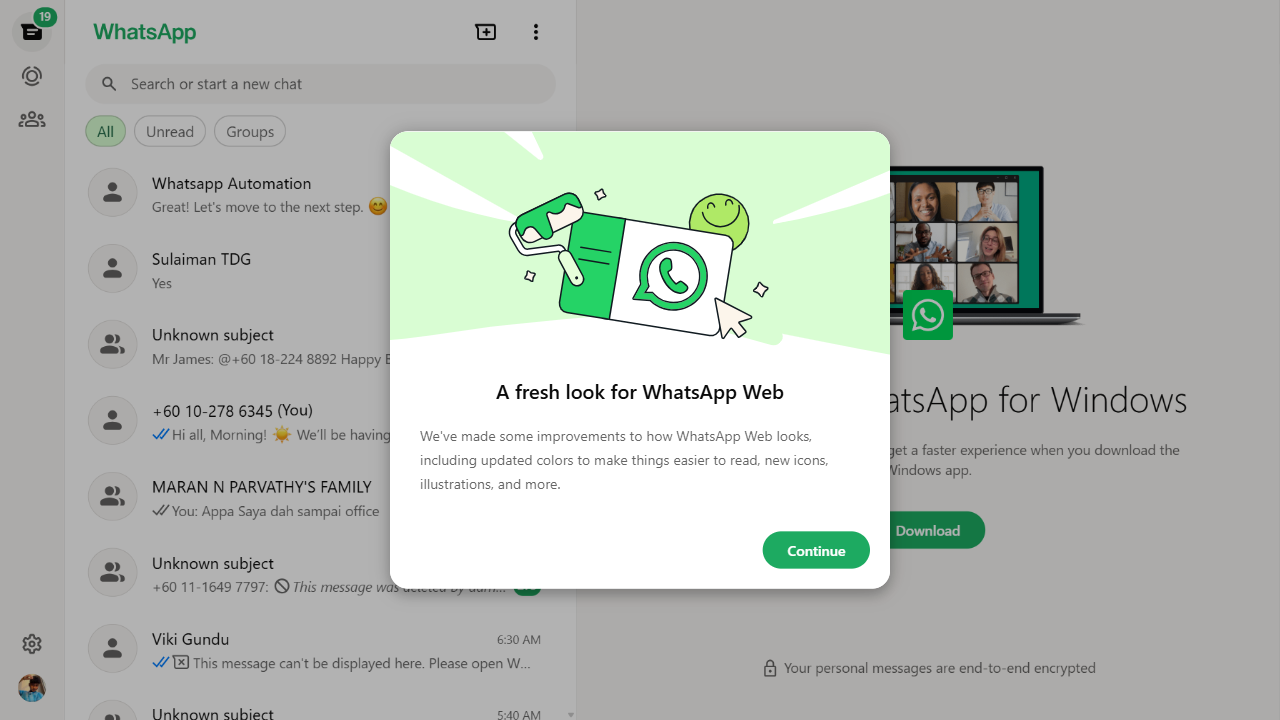 19
WhatsApp
Search or start a new chat
All
Unread
Groups
Whatsapp Automation
Great! Let's move to the next step. 😊
Sulaiman TDG
Yes
Unknown subject
Mr James: @+60 18-224 8892 Happy
+60 10-278 6345 (You)
Hi all, Morning! ☀️ We'll be having
MARAN N PARVATHY'S FAMILY
You: Appa Saya dah sampai office
Unknown subject
+60 11-1649 7797: This message was deleted by
Viki Gundu
6:30 AM
This message can't be displayed here. Please open W…
Unknown subject
5:40 AM
A fresh look for WhatsApp Web
We've made some improvements to how WhatsApp Web looks,
including updated colors to make things easier to read, new icons,
illustrations, and more.
Continue
atsApp for Windows
get a faster experience when you download the
Windows app.
Download
Your personal messages are end-to-end encrypted